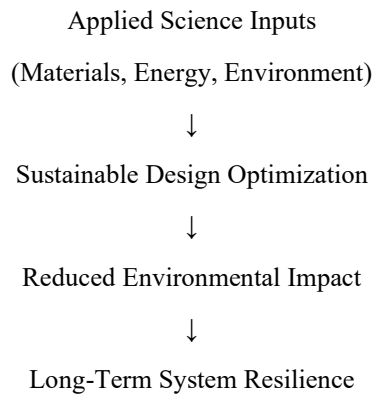 Applied Science Inputs
(Materials, Energy, Environment)
↓
Sustainable Design Optimization
↓
Reduced Environmental Impact
↓
Long-Term System Resilience